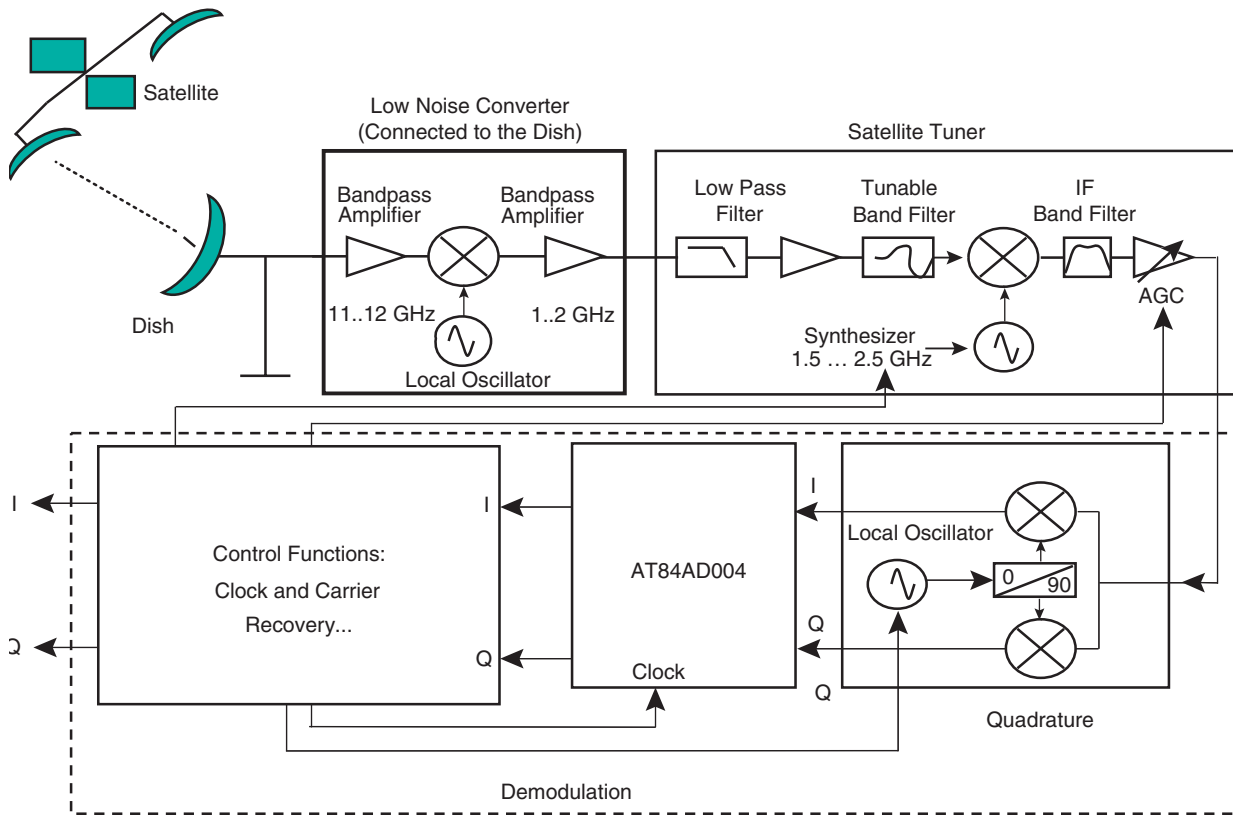 Satellite
Low Noise Converter
(Connected to the Dish)
Satellite Tuner
Bandpass
Amplifier
Bandpass
Amplifier
Low Pass
Filter
Tunable
Band Filter
IF
Band Filter
11..12 GHz
1..2 GHz
AGC
Dish
Local Oscillator
Synthesizer
1.5 ... 2.5 GHz
I
I
I
Control Functions:
Clock and Carrier
Recovery...
AT84AD004
Local Oscillator
0
90
Q
Q
Q
Q
Clock
Quadrature
Demodulation